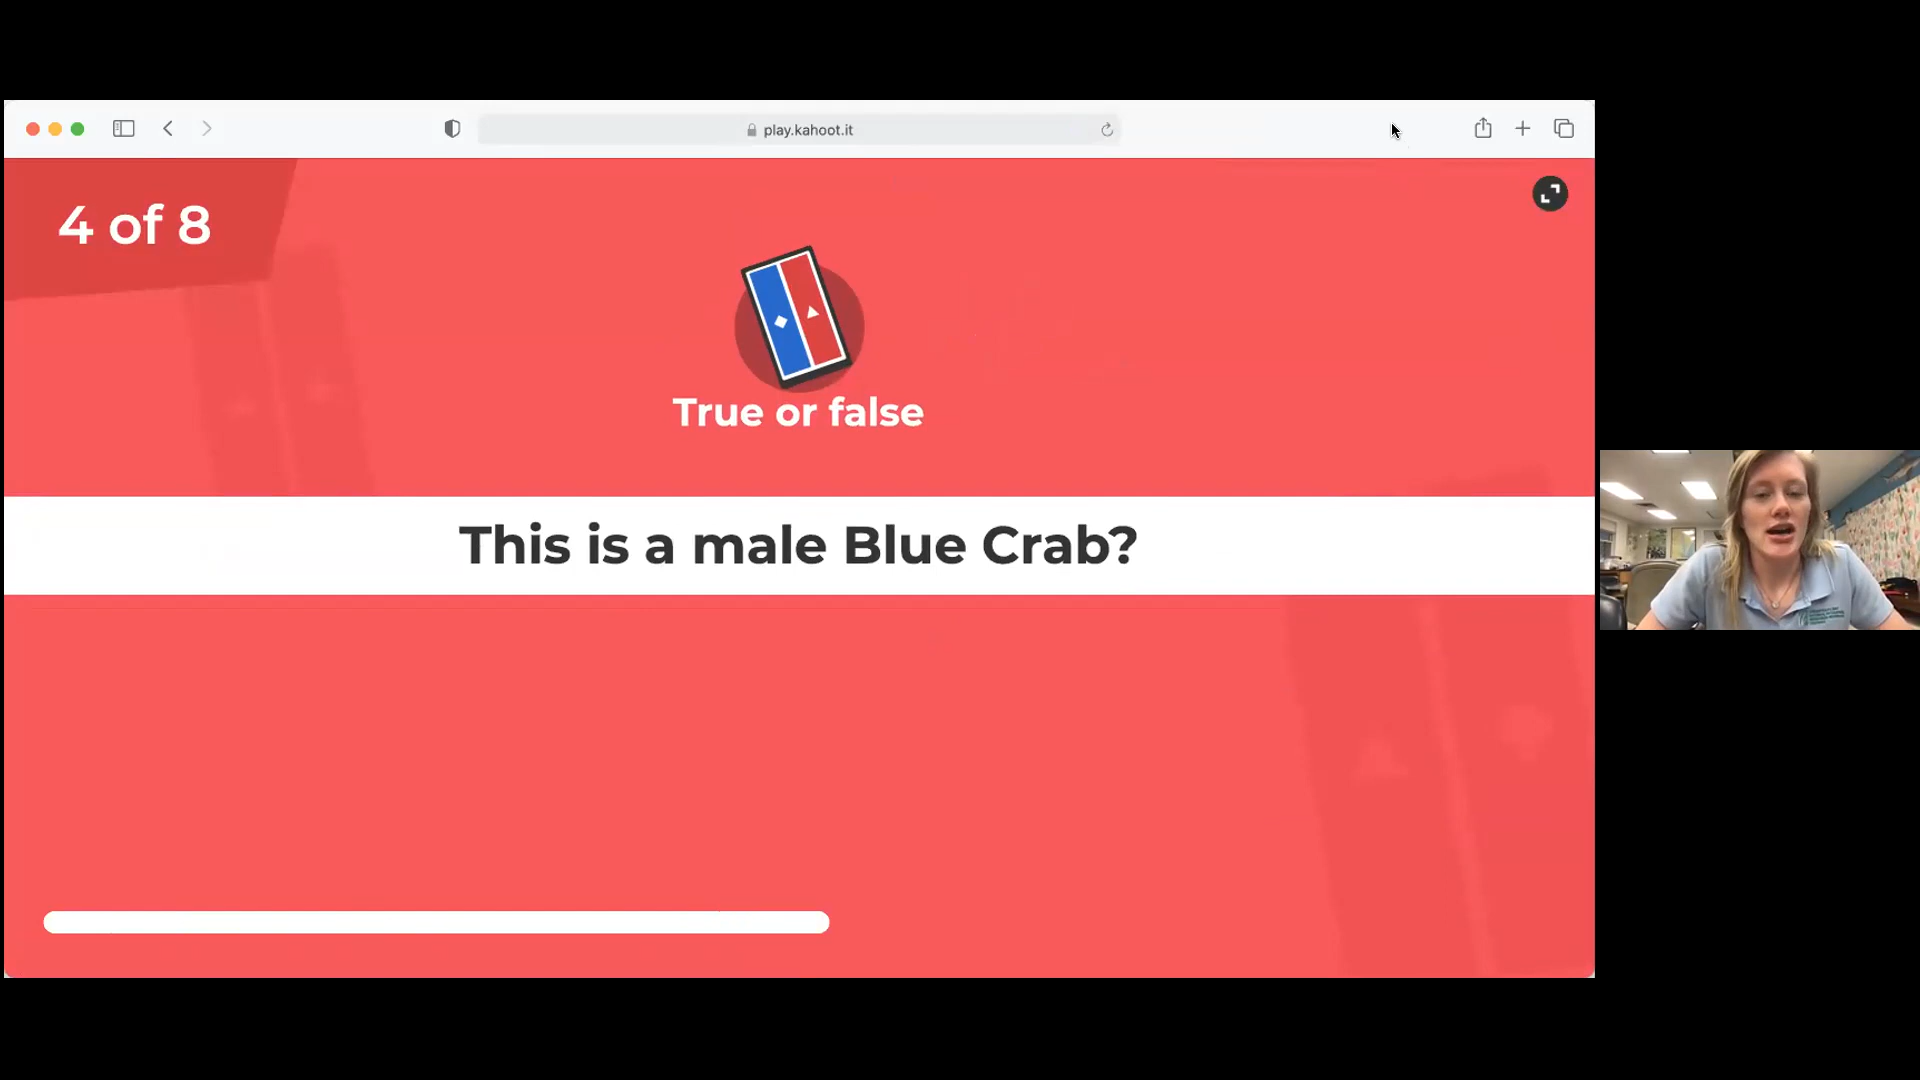 play.kahoot.it
4 of 8
True or false
This is a male Blue Crab?